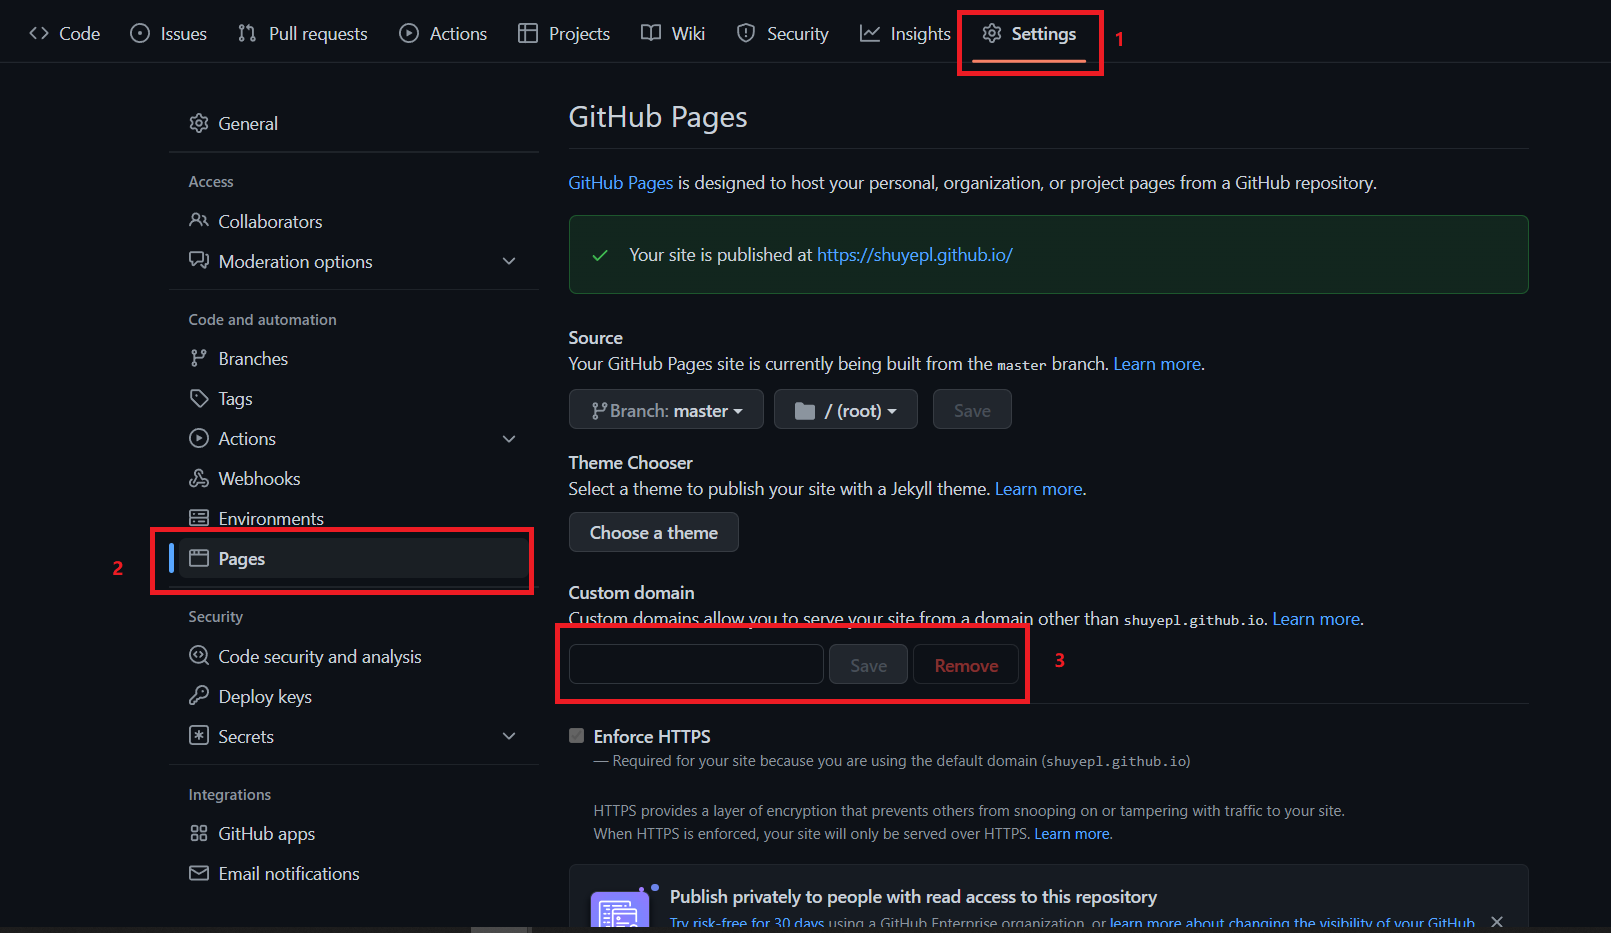 Code
Issues
Pull requests
Actions
Projects
Wiki
Security
Insights
Settings
1
General
Access
Collaborators
Moderation options
Code and automation
Branches
Tags
Actions
Webhooks
Environments
2
Pages
Security
Code security and analysis
Deploy keys
Secrets
Integrations
GitHub apps
Email notifications
GitHub Pages
GitHub Pages is designed to host your personal, organization, or project pages from a GitHub repository.
Your site is published at https://shuyepl.github.io/
Source
Your GitHub Pages site is currently being built from the master branch. Learn more.
Branch: master
/ (root)
Save
Theme Chooser
Select a theme to publish your site with a Jekyll theme. Learn more.
Choose a theme
Custom domain
Custom domains allow you to serve your site from a domain other than shuyepl.github.io. Learn more.
Save
Remove
3
Enforce HTTPS
— Required for your site because you are using the default domain (shuyepl.github.io)
HTTPS provides a layer of encryption that prevents others from snooping on or tampering with traffic to your site.
When HTTPS is enforced, your site will only be served over HTTPS. Learn more.
Publish privately to people with read access to this repository
Try risk-free for 30 days using a GitHub Enterprise organization, or learn more about changing the visibility of your GitHub